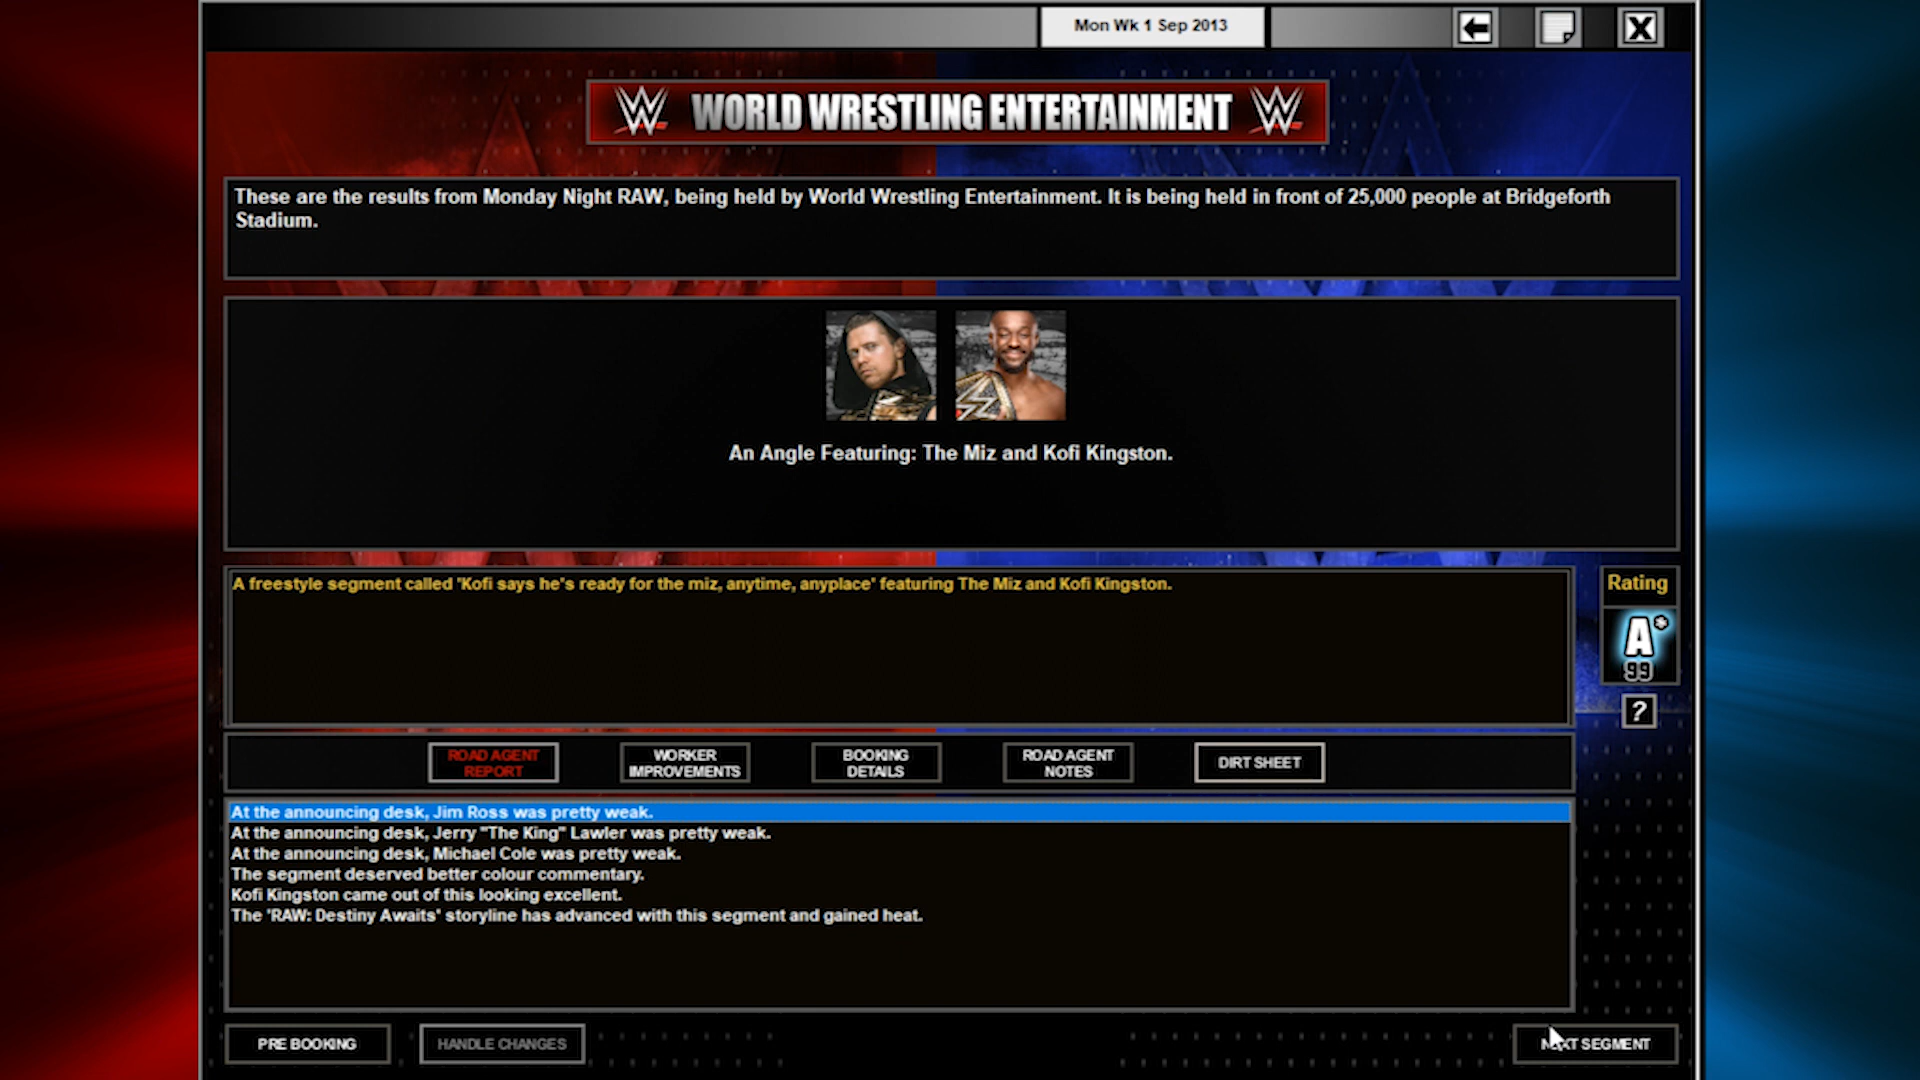 Mon Wk 1 Sep 2013
WORLD WRESTLING ENTERTAINMENT
These are the results from Monday Night RAW, being held by World Wrestling Entertainment. It is being held in front of 25,000 people at Bridgeforth
Stadium.
An Angle Featuring: The Miz and Kofi Kingston.
A freestyle segment called 'Kofi says he's ready for the miz, anytime, anyplace' featuring The Miz and Kofi Kingston.
Rating
A*
99
?
ROAD AGENT
REPORT
WORKER
IMPROVEMENTS
BOOKING
DETAILS
ROAD AGENT
NOTES
DIRT SHEET
At the announcing desk, Jim Ross was pretty weak.
At the announcing desk, Jerry "The King" Lawler was pretty weak.
At the announcing desk, Michael Cole was pretty weak.
The segment deserved better colour commentary.
Kofi Kingston came out of this looking excellent.
The 'RAW: Destiny Awaits' storyline has advanced with this segment and gained heat.
PRE BOOKING
HANDLE CHANGES
NEXT SEGMENT